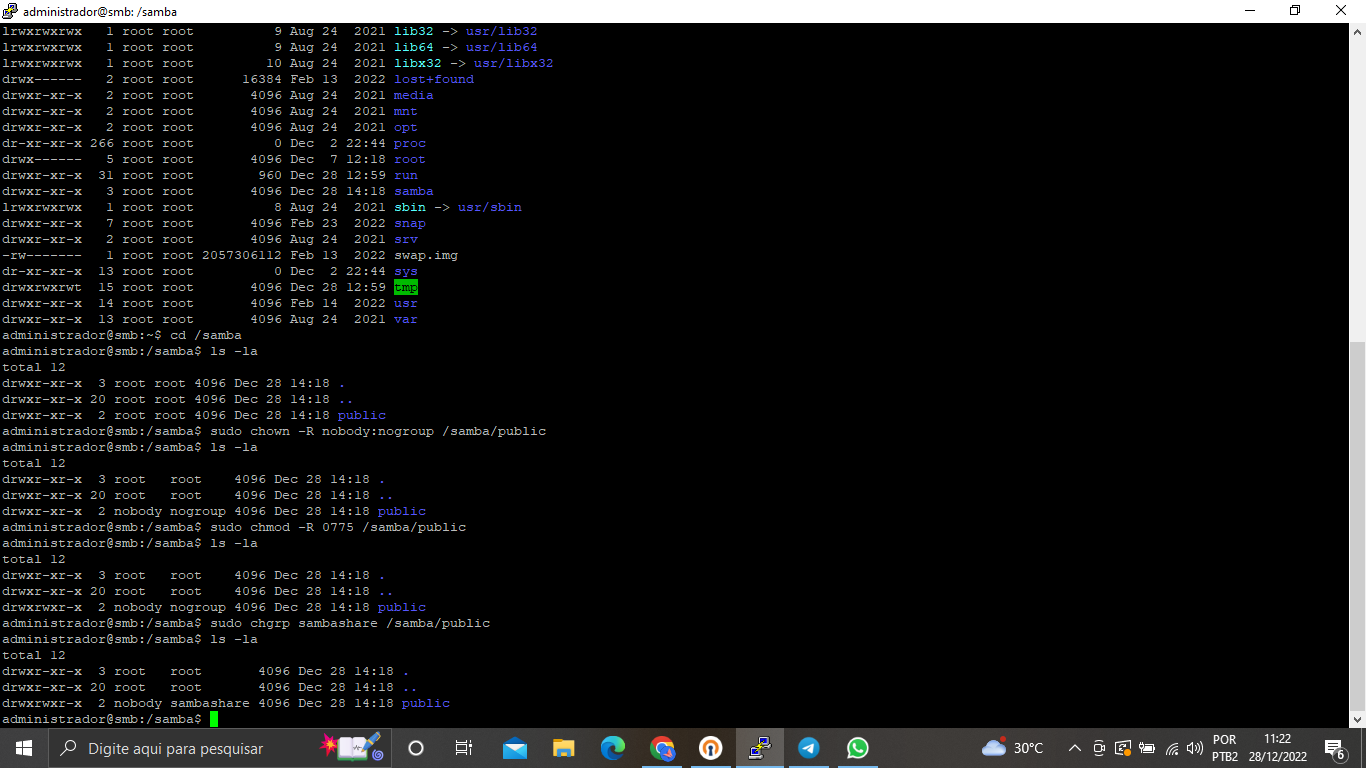 administrador@smb: /samba
lrwxrwxrwx   1 root root          9 Aug 24  2021 lib32 -> usr/lib32
lrwxrwxrwx   1 root root          9 Aug 24  2021 lib64 -> usr/lib64
lrwxrwxrwx   1 root root         10 Aug 24  2021 libx32 -> usr/libx32
drwx------   2 root root      16384 Feb 13  2022 lost+found
drwxr-xr-x   2 root root       4096 Aug 24  2021 media
drwxr-xr-x   2 root root       4096 Aug 24  2021 mnt
drwxr-xr-x   2 root root       4096 Aug 24  2021 opt
dr-xr-xr-x 266 root root          0 Dec  2 22:44 proc
drwx------   5 root root       4096 Dec  7 12:18 root
drwxr-xr-x  31 root root        960 Dec 28 12:59 run
drwxr-xr-x   3 root root       4096 Dec 28 14:18 samba
lrwxrwxrwx   1 root root          8 Aug 24  2021 sbin -> usr/sbin
drwxr-xr-x   7 root root       4096 Feb 23  2022 snap
drwxr-xr-x   2 root root       4096 Aug 24  2021 srv
-rw-------   1 root root 2057306112 Feb 13  2022 swap.img
dr-xr-xr-x  13 root root          0 Dec  2 22:44 sys
drwxrwxrwt  15 root root       4096 Dec 28 12:59 tmp
drwxr-xr-x  14 root root       4096 Feb 14  2022 usr
drwxr-xr-x  13 root root       4096 Aug 24  2021 var
administrador@smb:~$ cd /samba
administrador@smb:/samba$ ls -la
total 12
drwxr-xr-x  3 root root 4096 Dec 28 14:18 .
drwxr-xr-x 20 root root 4096 Dec 28 14:18 ..
drwxr-xr-x  2 root root 4096 Dec 28 14:18 public
administrador@smb:/samba$ sudo chown -R nobody:nogroup /samba/public
administrador@smb:/samba$ ls -la
total 12
drwxr-xr-x  3 root   root    4096 Dec 28 14:18 .
drwxr-xr-x 20 root   root    4096 Dec 28 14:18 ..
drwxr-xr-x  2 nobody nogroup 4096 Dec 28 14:18 public
administrador@smb:/samba$ sudo chmod -R 0775 /samba/public
administrador@smb:/samba$ ls -la
total 12
drwxr-xr-x  3 root   root    4096 Dec 28 14:18 .
drwxr-xr-x 20 root   root    4096 Dec 28 14:18 ..
drwxrwxr-x  2 nobody nogroup 4096 Dec 28 14:18 public
administrador@smb:/samba$ sudo chgrp sambashare /samba/public
administrador@smb:/samba$ ls -la
total 12
drwxr-xr-x  3 root   root       4096 Dec 28 14:18 .
drwxr-xr-x 20 root   root       4096 Dec 28 14:18 ..
drwxrwxr-x  2 nobody sambashare 4096 Dec 28 14:18 public
administrador@smb:/samba$
Digite aqui para pesquisar
30°C
POR
PTB2
11:22
28/12/2022
6